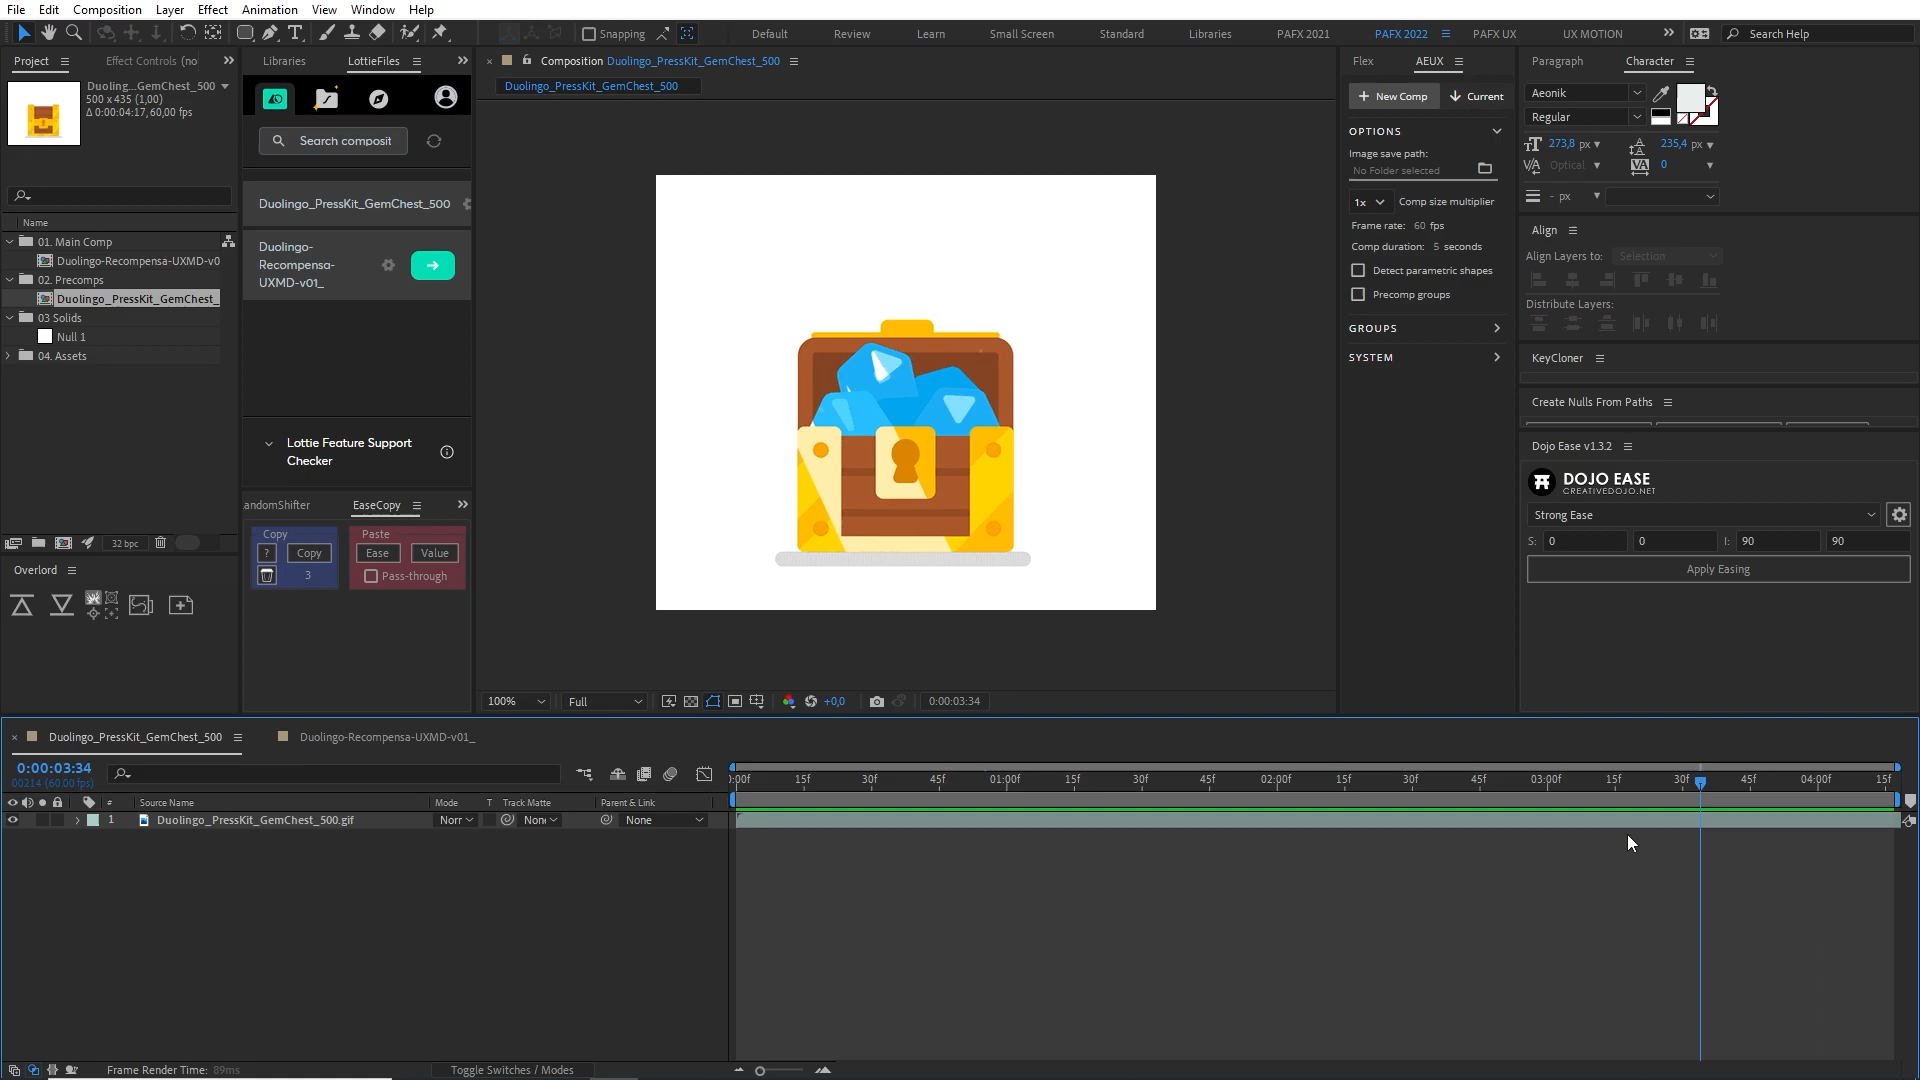 File Edit Composition Layer Effect Animation View Window Help
Snapping
Default Review Learn Small Screen Standard Libraries PAFX 2021 PAFX 2022 PAFX UX UX MOTION Search Help
Project Effect Controls (no
Duoling...GemChest_500
500 x 435 (1,00)
Δ 0:00:04:17, 60,00 fps
Name
01. Main Comp
Duolingo-Recompensa-UXMD-v0
02. Precomps
Duolingo_PressKit_GemChest_
03 Solids
Null 1
04. Assets
32 bpc
Overlord
Libraries LottieFiles
Search composit
Duolingo_PressKit_GemChest_500
Duolingo-
Recompensa-
UXMD-v01_
Lottie Feature Support
Checker
andomShifter EaseCopy
Copy
? Copy
3
Paste
Ease Value
Pass-through
Composition Duolingo_PressKit_GemChest_500
Duolingo_PressKit_GemChest_500
100% Full +0,0 0:00:03:34
Flex AEUX
New Comp Current
OPTIONS
Image save path:
No Folder selected
1x Comp size multiplier
Frame rate: 60 fps
Comp duration: 5 seconds
Detect parametric shapes
Precomp groups
GROUPS
SYSTEM
Paragraph Character
Aeonik
Regular
273,8 px 235,4 px
Optical 0
- px
Align
Align Layers to: Selection
Distribute Layers:
KeyCloner
Create Nulls From Paths
Dojo Ease v1.3.2
DOJO EASE
CREATIVEDOJO.NET
Strong Ease
S: 0 0 I: 90 90
Apply Easing
Duolingo_PressKit_GemChest_500 Duolingo-Recompensa-UXMD-v01_
0:00:03:34
00214 (60.00 fps)
:00f 15f 30f 45f 01:00f 15f 30f 45f 02:00f 15f 30f 45f 03:00f 15f 30f 45f 04:00f 15f
# Source Name Mode T Track Matte Parent & Link
1 Duolingo_PressKit_GemChest_500.gif Norr None None
Frame Render Time: 89ms Toggle Switches / Modes